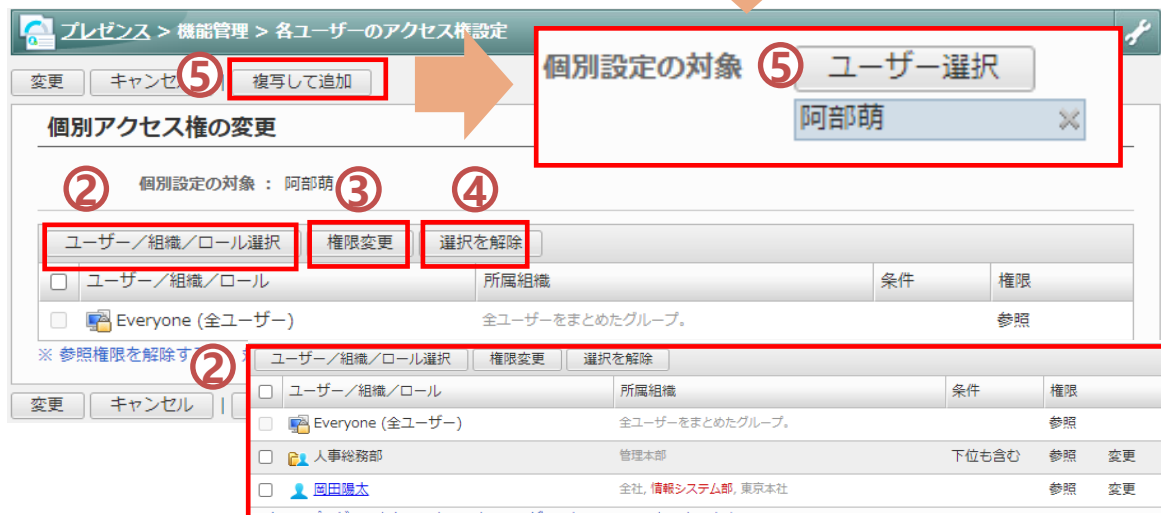 プレゼンス > 機能管理 > 各ユーザーのアクセス権設定
変更 キャンセ ⑤ | 複写して追加
個別設定の対象 ⑤ ユーザー選択
阿部萌
個別アクセス権の変更
② 個別設定の対象 : 阿部萌 ③ ④
ユーザー／組織／ロール選択 権限変更 選択を解除
ユーザー／組織／ロール 所属組織 条件 権限
Everyone (全ユーザー) 全ユーザーをまとめたグループ。 参照
※ 参照権限を解除す
②
変更 キャンセル |
ユーザー／組織／ロール選択 権限変更 選択を解除
ユーザー／組織／ロール 所属組織 条件 権限
Everyone (全ユーザー) 全ユーザーをまとめたグループ。 参照
人事総務部 管理本部 下位も含む 参照 変更
岡田陽太 全社, 情報システム部, 東京本社 参照 変更